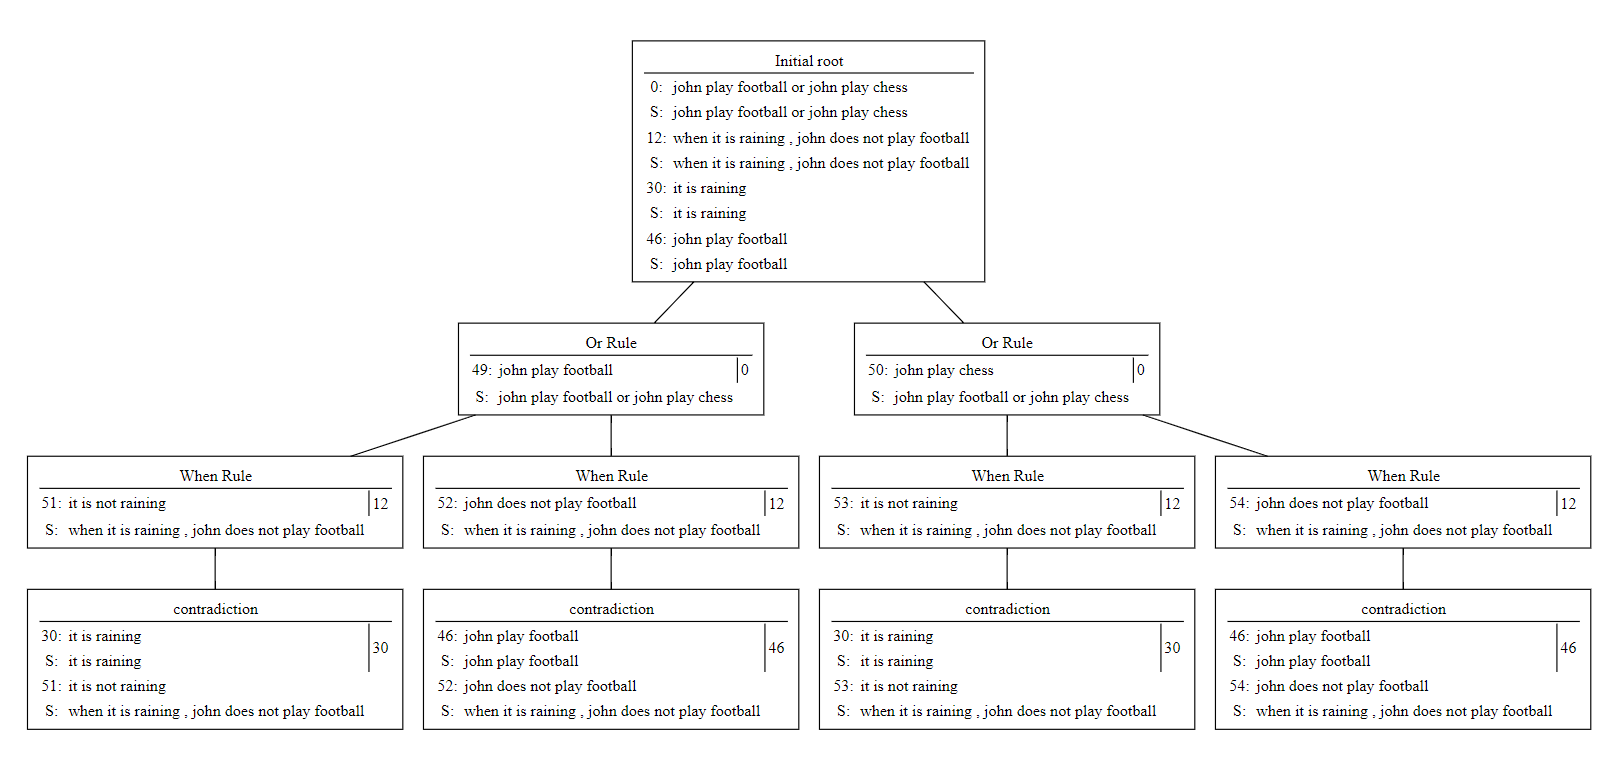 Initial root
0: john play football or john play chess
S: john play football or john play chess
12: when it is raining , john does not play football
S: when it is raining , john does not play football
30: it is raining
S: it is raining
46: john play football
S: john play football
Or Rule
49: john play football 0
S: john play football or john play chess
Or Rule
50: john play chess 0
S: john play football or john play chess
When Rule
51: it is not raining 12
S: when it is raining , john does not play football
When Rule
52: john does not play football 12
S: when it is raining , john does not play football
When Rule
53: it is not raining 12
S: when it is raining , john does not play football
When Rule
54: john does not play football 12
S: when it is raining , john does not play football
contradiction
30: it is raining
30
S: it is raining
51: it is not raining
S: when it is raining , john does not play football
contradiction
46: john play football
46
S: john play football
52: john does not play football
S: when it is raining , john does not play football
contradiction
30: it is raining
30
S: it is raining
53: it is not raining
S: when it is raining , john does not play football
contradiction
46: john play football
46
S: john play football
54: john does not play football
S: when it is raining , john does not play football